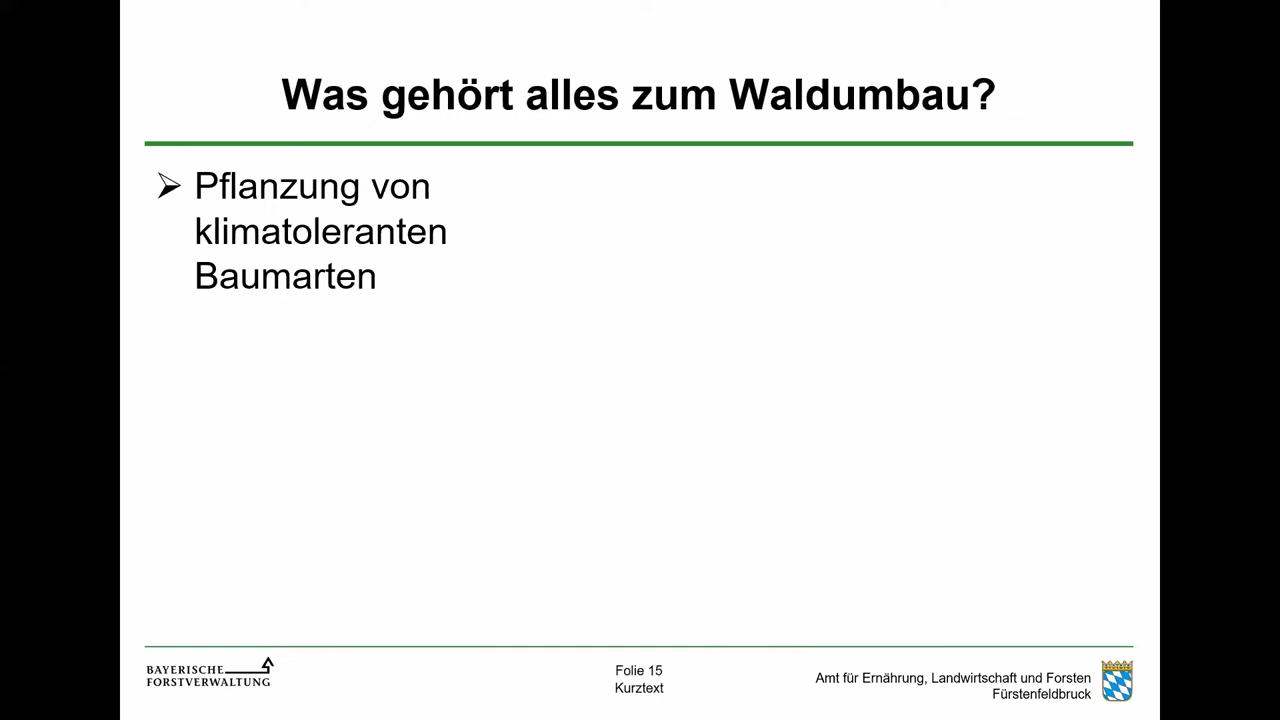 Was gehört alles zum Waldumbau?
➢ Pflanzung von
klimatoleranten
Baumarten
BAYERISCHE
FORSTVERWALTUNG
Folie 15
Kurztext
Amt für Ernährung, Landwirtschaft und Forsten
Fürstenfeldbruck